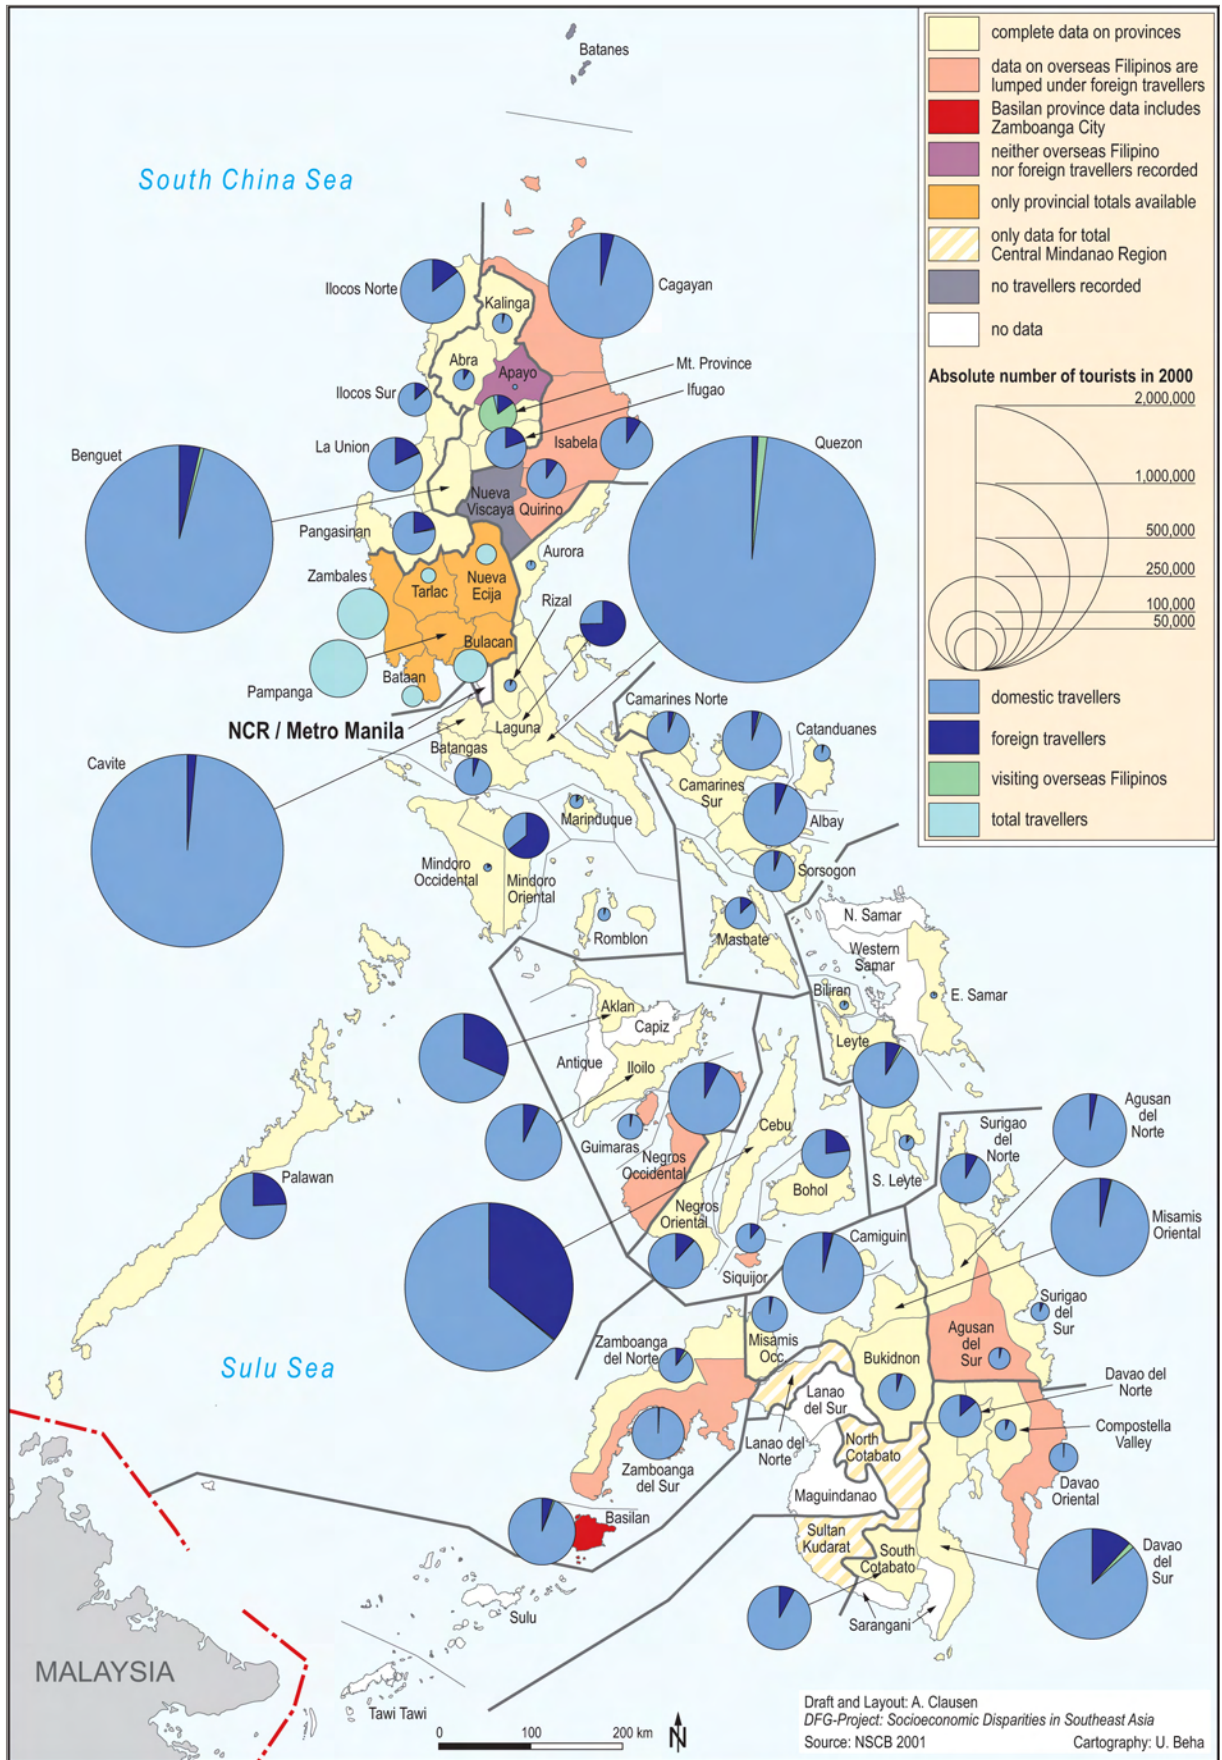 Batanes
South China Sea
Ilocos Norte
Cagayan
Kalinga
Abra
Apayo
Mt. Province
Ifugao
Ilocos Sur
La Union
Isabela
Benguet
Quezon
Nueva
Viscaya
Quirino
Pangasinan
Aurora
Zambales
Tarlac
Nueva
Ecija
Rizal
Bulacan
Pampanga
Bataan
NCR / Metro Manila
Laguna
Camarines Norte
Catanduanes
Cavite
Batangas
Camarines
Sur
Marinduque
Albay
Mindoro
Occidental
Mindoro
Oriental
Sorsogon
Romblon
Masbate
N. Samar
Western
Samar
Biliran
E. Samar
Aklan
Capiz
Leyte
Antique
Iloilo
Guimaras
Negros
Occidental
Cebu
Bohol
S. Leyte
Surigao
del
Norte
Agusan
del
Norte
Palawan
Negros
Oriental
Siquijor
Camiguin
Misamis
Oriental
Surigao
del
Sur
Sulu Sea
Zamboanga
del Norte
Misamis
Occ.
Bukidnon
Agusan
del
Sur
Lanao
del Sur
Davao del
Norte
Lanao del
Norte
North
Cotabato
Compostella
Valley
Zamboanga
del Sur
Maguindanao
Davao
Oriental
Basilan
Sultan
Kudarat
South
Cotabato
Davao
del
Sur
Sulu
Sarangani
MALAYSIA
Tawi Tawi
0 100 200 km
N
complete data on provinces
data on overseas Filipinos are
lumped under foreign travellers
Basilan province data includes
Zamboanga City
neither overseas Filipino
nor foreign travellers recorded
only provincial totals available
only data for total
Central Mindanao Region
no travellers recorded
no data
Absolute number of tourists in 2000
2,000,000
1,000,000
500,000
250,000
100,000
50,000
domestic travellers
foreign travellers
visiting overseas Filipinos
total travellers
Draft and Layout: A. Clausen
DFG-Project: Socioeconomic Disparities in Southeast Asia
Source: NSCB 2001 Cartography: U. Beha